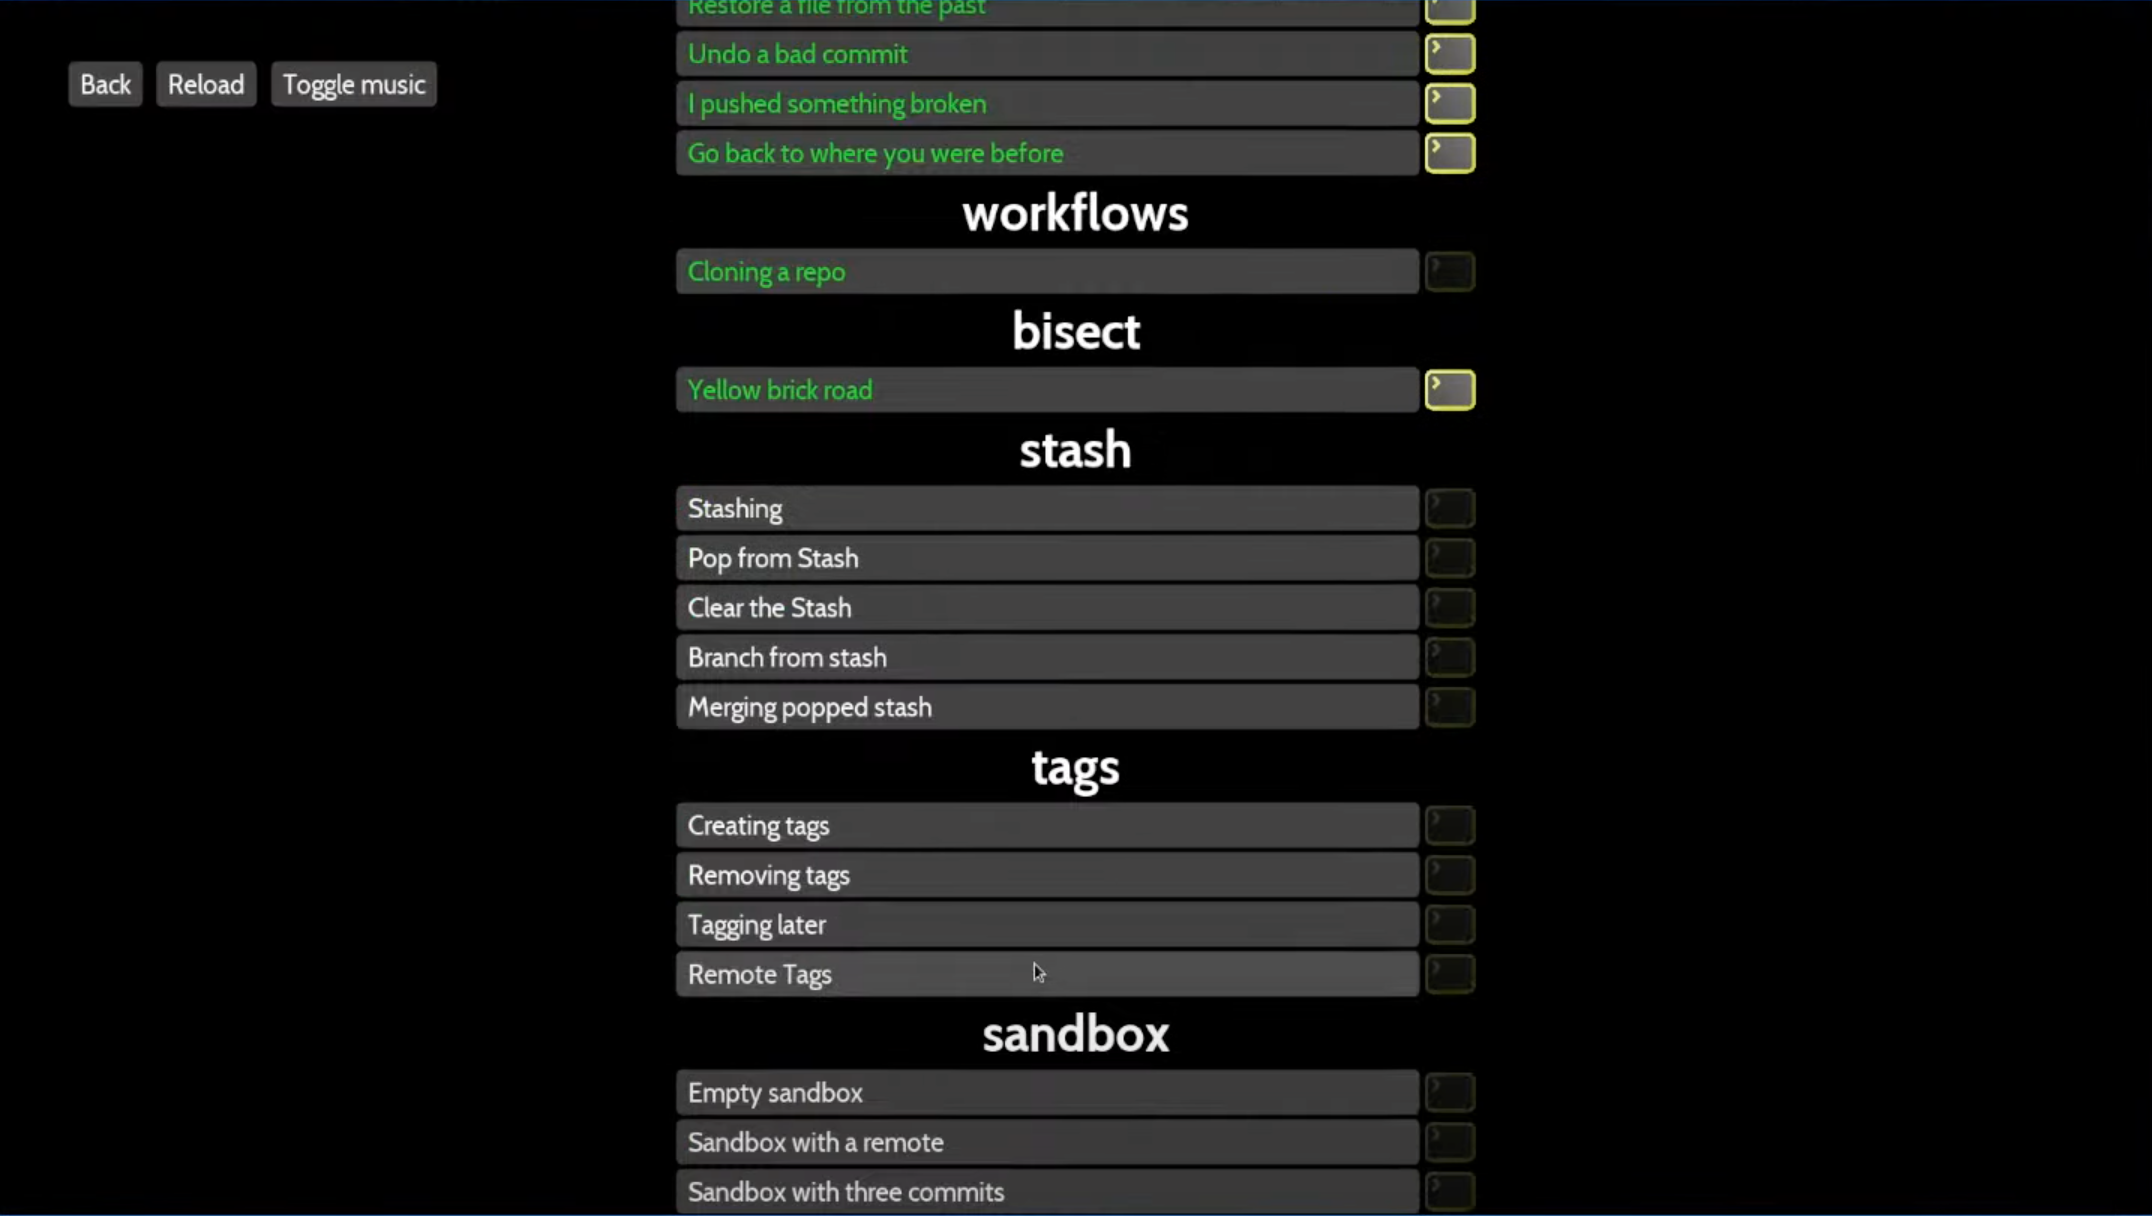 Restore a file from the past
Undo a bad commit
Back
Reload
Toggle music
I pushed something broken
Go back to where you were before
workflows
Cloning a repo
bisect
Yellow brick road
stash
Stashing
Pop from Stash
Clear the Stash
Branch from stash
Merging popped stash
tags
Creating tags
Removing tags
Tagging later
Remote Tags
sandbox
Empty sandbox
Sandbox with a remote
Sandbox with three commits